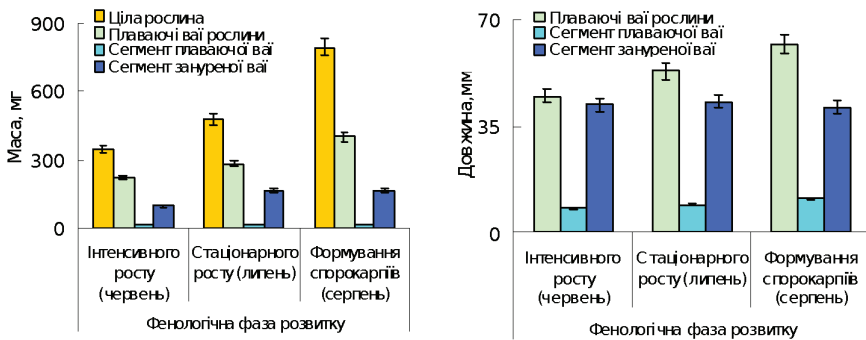 900
600
300
0
Маса, мг
Ціла рослина
Плаваючі ваї рослини
Сегмент плаваючої ваї
Сегмент зануреної ваї
Інтенсивного
росту
(червень)
Стаціонарного
росту (липень)
Формування
спорокарпіїв
(серпень)
Фенологічна фаза розвитку
70
35
0
Довжина, мм
Плаваючі ваї рослини
Сегмент плаваючої ваї
Сегмент зануреної ваї
Інтенсивного
росту
(червень)
Стаціонарного
росту (липень)
Формування
спорокарпіїв
(серпень)
Фенологічна фаза розвитку